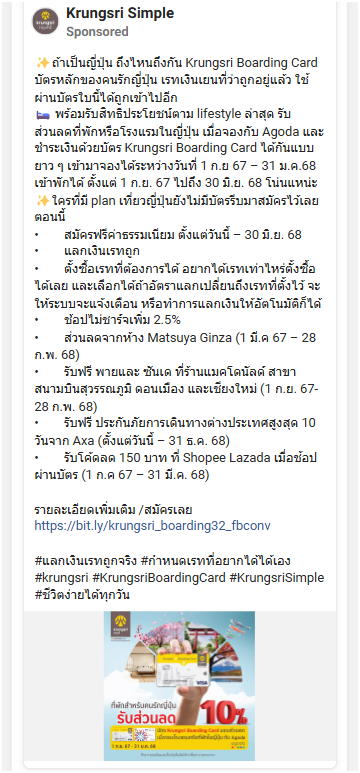 Krungsri Simple
Sponsored
✨ถ้าเป็นญี่ปุ่น ถึงไหนถึงกัน Krungsri Boarding Card
บัตรหลักของคนรักญี่ปุ่น เรทเงินเยนที่ว่าถูกอยู่แล้ว ใช้
ผ่านบัตรใบนี้ได้ถูกเข้าไปอีก
🛌 พร้อมรับสิทธิประโยชน์ตาม lifestyle ล่าสุด รับ
ส่วนลดที่พักหรือโรงแรมในญี่ปุ่น เมื่อจองกับ Agoda และ
ชำระเงินด้วยบัตร Krungsri Boarding Card ได้กันแบบ
ยาว ๆ เข้ามาจองได้ระหว่างวันที่ 1 ก.ย 67 – 31 ม.ค.68
เข้าพักได้ ตั้งแต่ 1 ก.ย. 67 ไปถึง 30 มิ.ย. 68 โน่นแหน่ะ
✨ใครที่มี plan เที่ยวญี่ปุ่นยังไม่มีบัตรรีบมาสมัครไว้เลย
ตอนนี้
• สมัครฟรีค่าธรรมเนียม ตั้งแต่วันนี้ – 30 มิ.ย. 68
• แลกเงินเรทถูก
• ตั้งซื้อเรทที่ต้องการได้ อยากได้เรทเท่าไหร่ตั้งซื้อ
ได้เลย และเลือกได้ถ้าอัตราแลกเปลี่ยนถึงเรทที่ตั้งไว้ จะ
ให้ระบบจะแจ้งเตือน หรือทำการแลกเงินให้อัตโนมัติก็ได้
• ช้อปไม่ชาร์จเพิ่ม 2.5%
• ส่วนลดจากห้าง Matsuya Ginza (1 มี.ค 67 – 28
ก.พ. 68)
• รับฟรี พายและ ซันเด ที่ร้านแมคโดนัลด์ สาขา
สนามบินสุวรรณภูมิ ดอนเมือง และเชียงใหม่ (1 ก.ย. 67-
28 ก.พ. 68)
• รับฟรี ประกันภัยการเดินทางต่างประเทศสูงสุด 10
วันจาก Axa (ตั้งแต่วันนี้ – 31 ธ.ค. 68)
• รับโค้ดลด 150 บาท ที่ Shopee Lazada เมื่อช้อป
ผ่านบัตร (1 ก.ค 67 – 31 มี.ค. 68)
รายละเอียดเพิ่มเติม /สมัครเลย
https://bit.ly/krungsri_boarding32_fbconv
#แลกเงินเรทถูกจริง #กำหนดเรทที่อยากได้ได้เอง
#krungsri #KrungsriBoardingCard #KrungsriSimple
#ชีวิตง่ายได้ทุกวัน
VISA
ที่พักสำหรับคนรักญี่ปุ่น
รับส่วนลด 10%
1 ก.ย. 67 - 31 ม.ค. 68